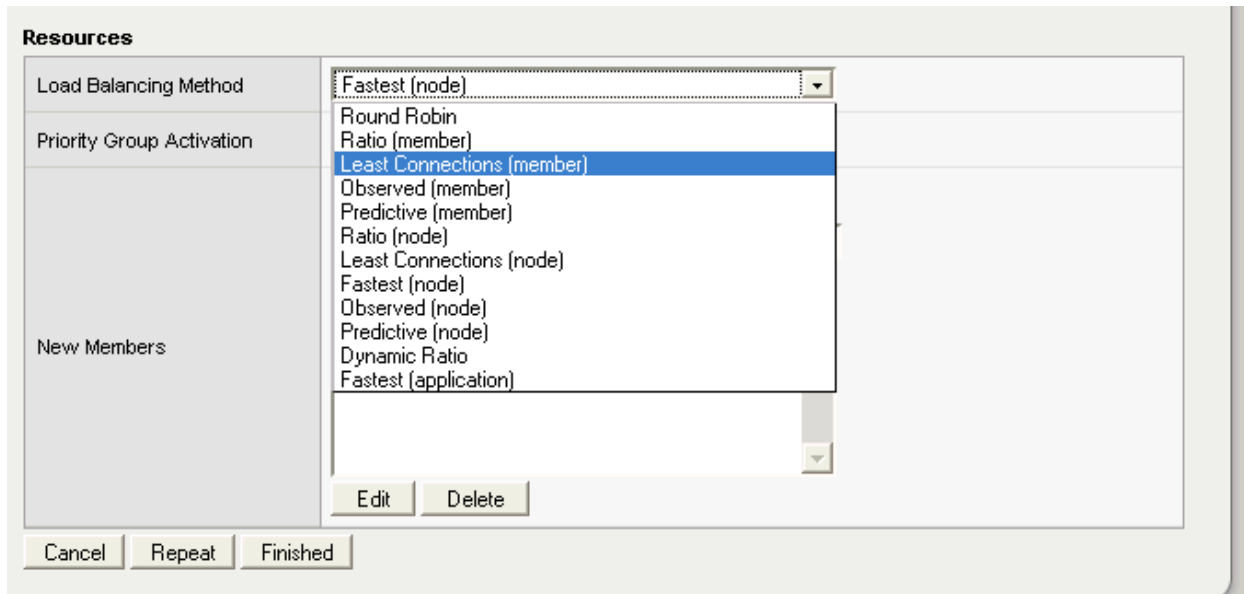 Resources
Load Balancing Method
Fastest (node)
Round Robin
Priority Group Activation
Ratio (member)
Least Connections (member)
Observed (member)
Predictive (member)
Ratio (node)
Least Connections (node)
Fastest (node)
Observed (node)
Predictive (node)
New Members
Dynamic Ratio
Fastest (application)
Edit Delete
Cancel Repeat Finished